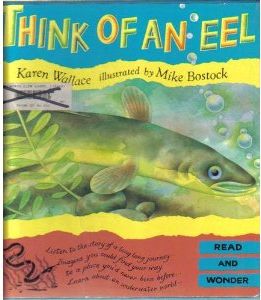 THINK OF AN EEL
Karen Wallace illustrated by Mike Bostock
Listen to the story of a long long journey
Imagine you could find your way
to a place you'd never been before...
Learn about an underwater world...
READ
AND
WONDER